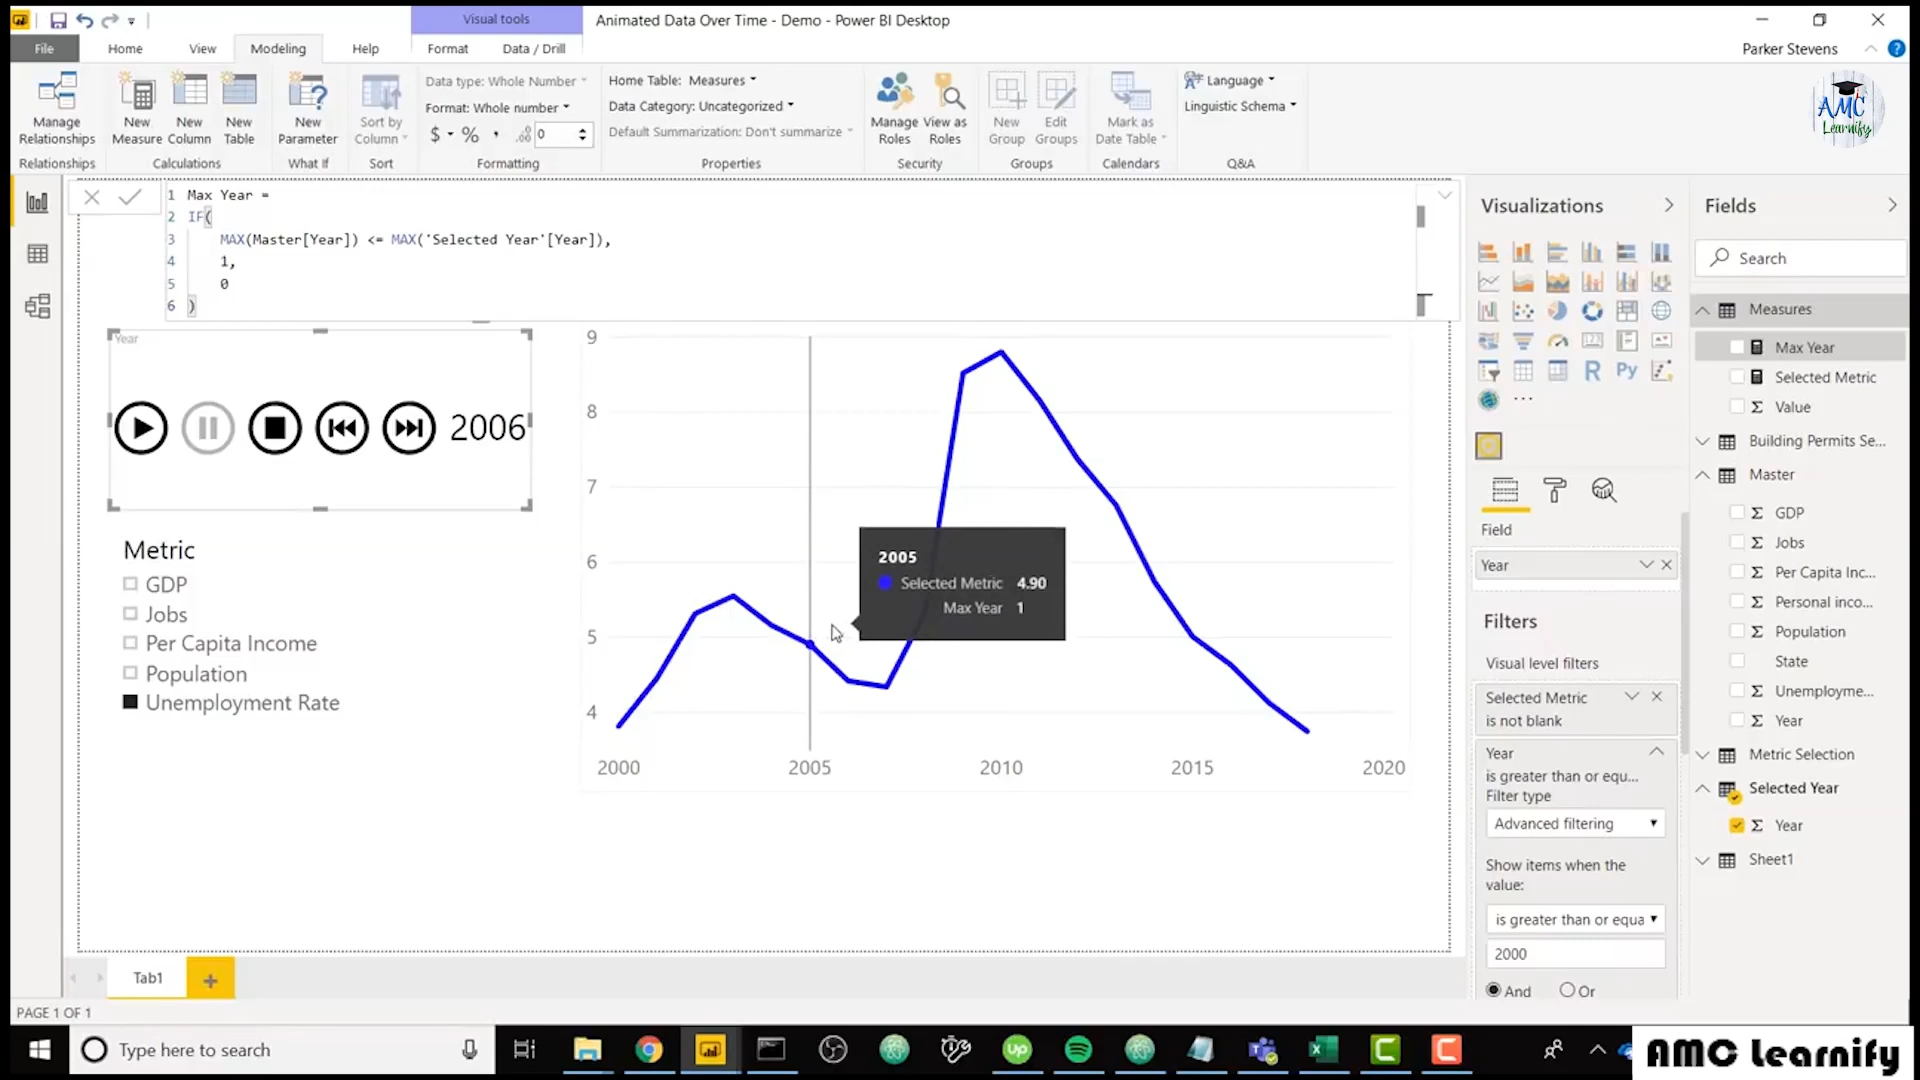 Visual tools
Animated Data Over Time - Demo - Power BI Desktop
File
Home
View
Modeling
Help
Format
Data / Drill
Parker Stevens
Manage Relationships
Relationships
New Measure
New Column
New Table
Calculations
New Parameter
What If
Sort by Column
Sort
Data type: Whole Number
Format: Whole number
$ % , 0
Formatting
Home Table: Measures
Data Category: Uncategorized
Default Summarization: Don't summarize
Properties
Manage Roles
View as Roles
Security
New Group
Edit Groups
Groups
Mark as Date Table
Calendars
Language
Linguistic Schema
Q&A
AMC
Learnify
1 Max Year =
2 IF(
3 MAX(Master[Year]) <= MAX('Selected Year'[Year]),
4 1,
5 0
6 )
Year
2006
Metric
GDP
Jobs
Per Capita Income
Population
Unemployment Rate
9
8
7
6
5
4
2000
2005
2010
2015
2020
2005
Selected Metric 4.90
Max Year 1
Visualizations
R
Py
Field
Year
Filters
Visual level filters
Selected Metric
is not blank
Year
is greater than or equ...
Filter type
Advanced filtering
Show items when the
value:
is greater than or equa
2000
And
Or
Fields
Search
Measures
Max Year
Selected Metric
Value
Building Permits Se...
Master
GDP
Jobs
Per Capita Inc...
Personal inco...
Population
State
Unemployme...
Year
Metric Selection
Selected Year
Year
Sheet1
Tab1
PAGE 1 OF 1
Type here to search
Up
AMC Learnify